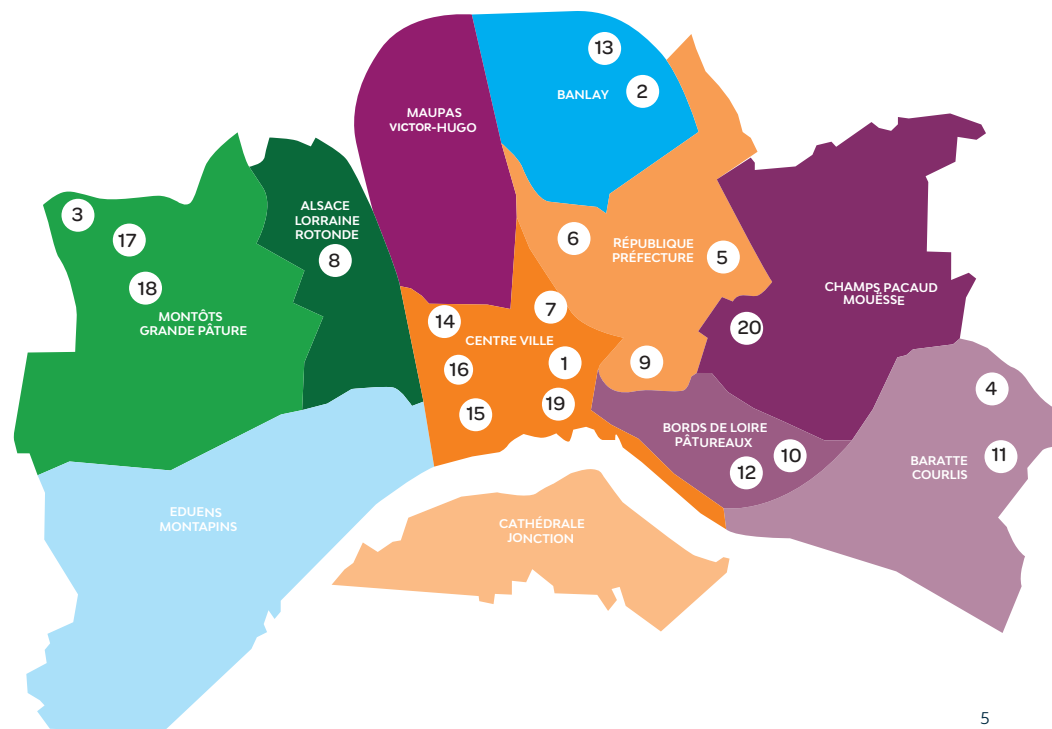 13
BANLAY
2
MAUPAS
VICTOR-HUGO
3
17
18
MONTÔTS
GRANDE PÂTURE
ALSACE
LORRAINE
ROTONDE
8
6
RÉPUBLIQUE
PRÉFECTURE
5
CHAMPS PACAUD
MOUËSSE
20
7
14
CENTRE VILLE
16
1
15
19
9
BORDS DE LOIRE
PÂTUREAUX
10
12
4
11
BARATTE
COURLIS
EDUENS
MONTAPINS
CATHÉDRALE
JONCTION
5